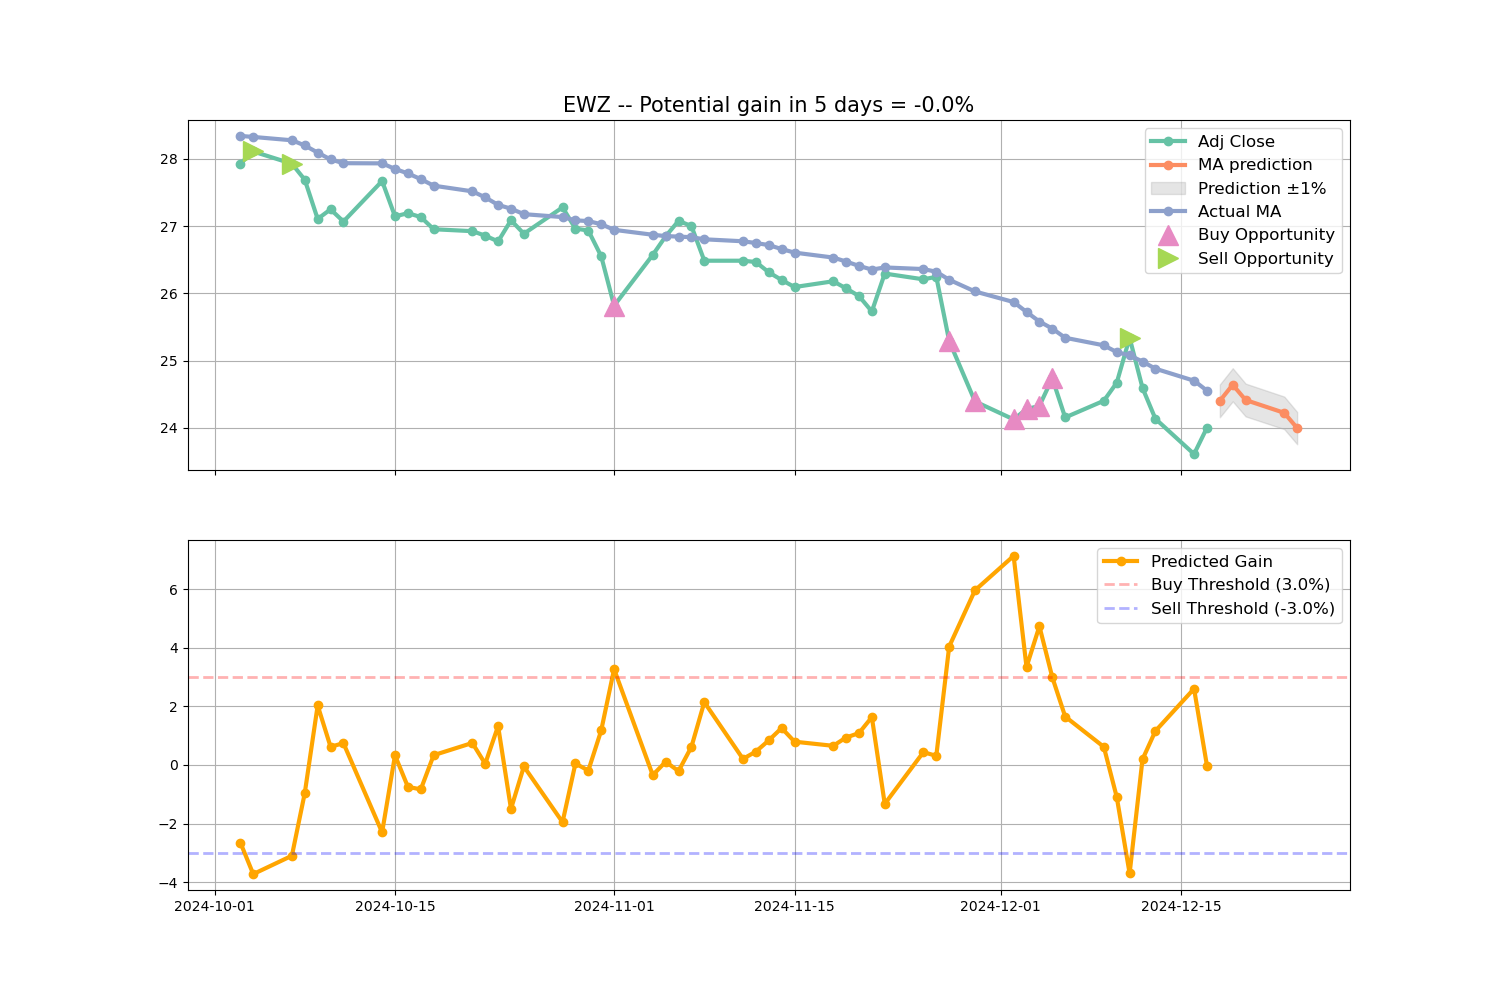 EWZ -- Potential gain in 5 days = -0.0%
28
27
26
25
24
Adj Close
MA prediction
Prediction ±1%
Actual MA
Buy Opportunity
Sell Opportunity
6
4
2
0
−2
−4
Predicted Gain
Buy Threshold (3.0%)
Sell Threshold (-3.0%)
2024-10-01 2024-10-15 2024-11-01 2024-11-15 2024-12-01 2024-12-15